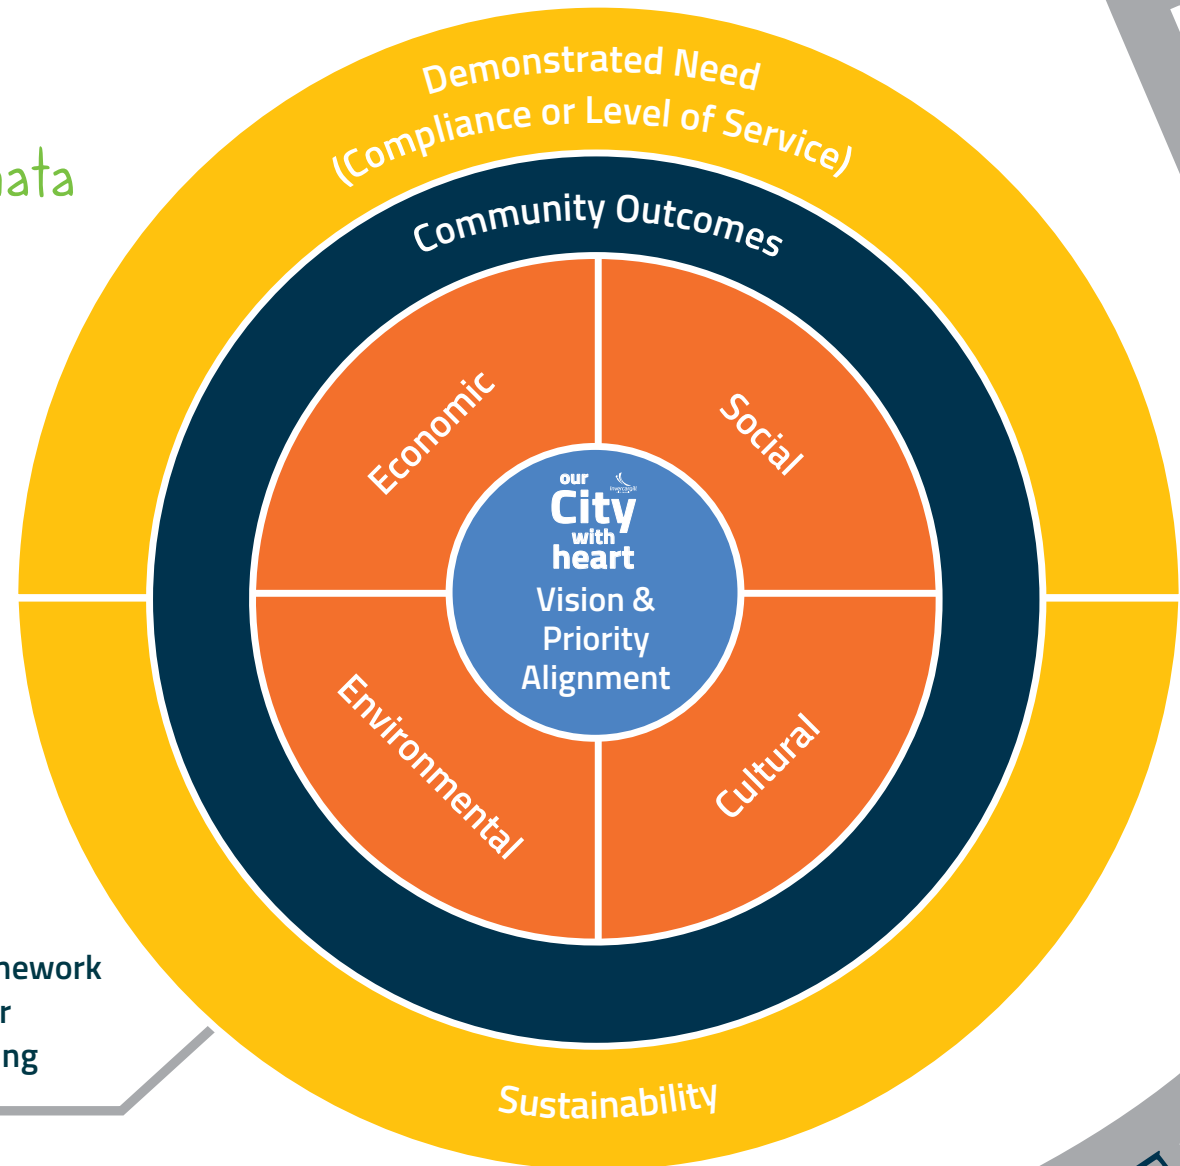 Demonstrated Need
(Compliance or Level of Service)
Community Outcomes
Economic
Social
our
City
with
heart
Vision &
Priority
Alignment
Environmental
Cultural
Sustainability